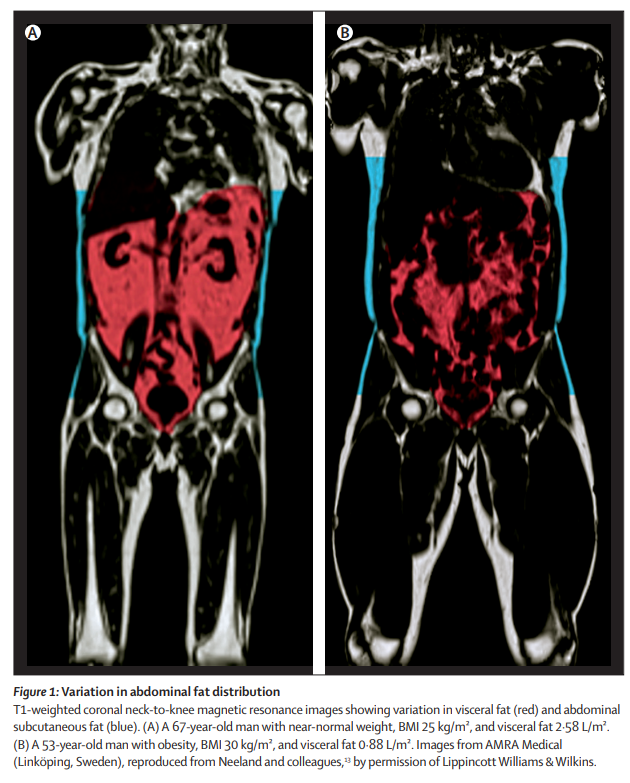 A
B
Figure 1: Variation in abdominal fat distribution
T1-weighted coronal neck-to-knee magnetic resonance images showing variation in visceral fat (red) and abdominal
subcutaneous fat (blue). (A) A 67-year-old man with near-normal weight, BMI 25 kg/m², and visceral fat 2·58 L/m².
(B) A 53-year-old man with obesity, BMI 30 kg/m², and visceral fat 0·88 L/m². Images from AMRA Medical
(Linköping, Sweden), reproduced from Neeland and colleagues,¹³ by permission of Lippincott Williams & Wilkins.